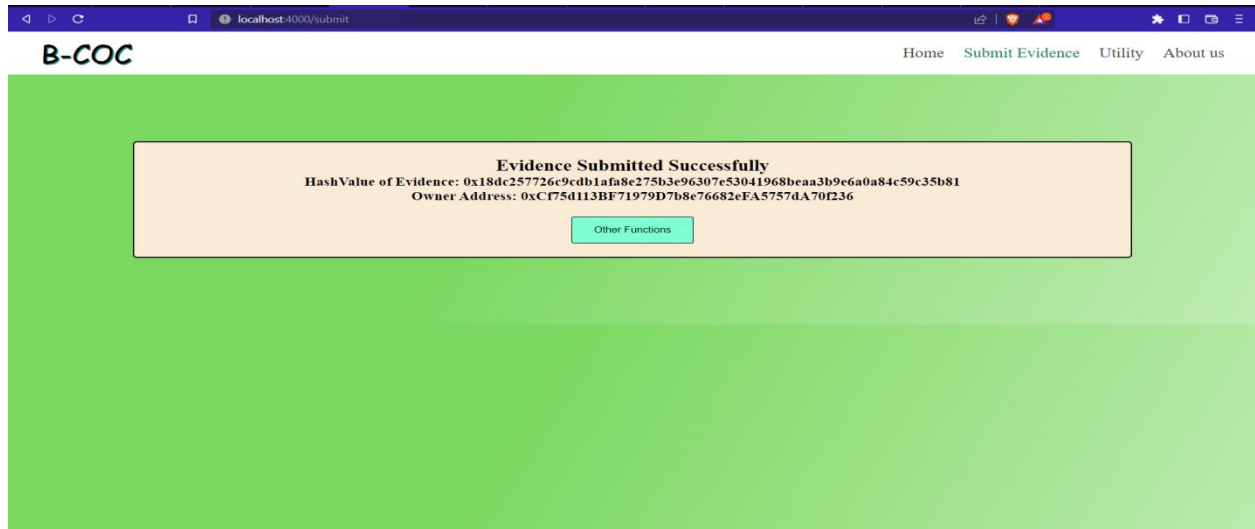 localhost:4000/submit
B-COC
Home Submit Evidence Utility About us
Evidence Submitted Successfully
HashValue of Evidence: 0x18dc257726c9cdb1afa8e275b3e96307e53041968beaa3b9e6a0a84c59c35b81
Owner Address: 0xCf75d113BF71979D7b8e76682eFA5757dA70f236
Other Functions